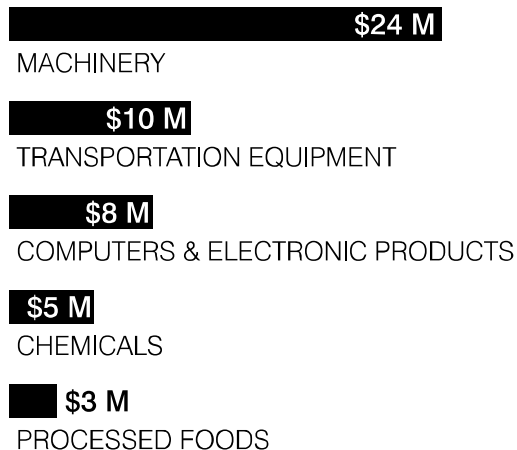 $24 M
MACHINERY
$10 M
TRANSPORTATION EQUIPMENT
$8 M
COMPUTERS & ELECTRONIC PRODUCTS
$5 M
CHEMICALS
$3 M
PROCESSED FOODS